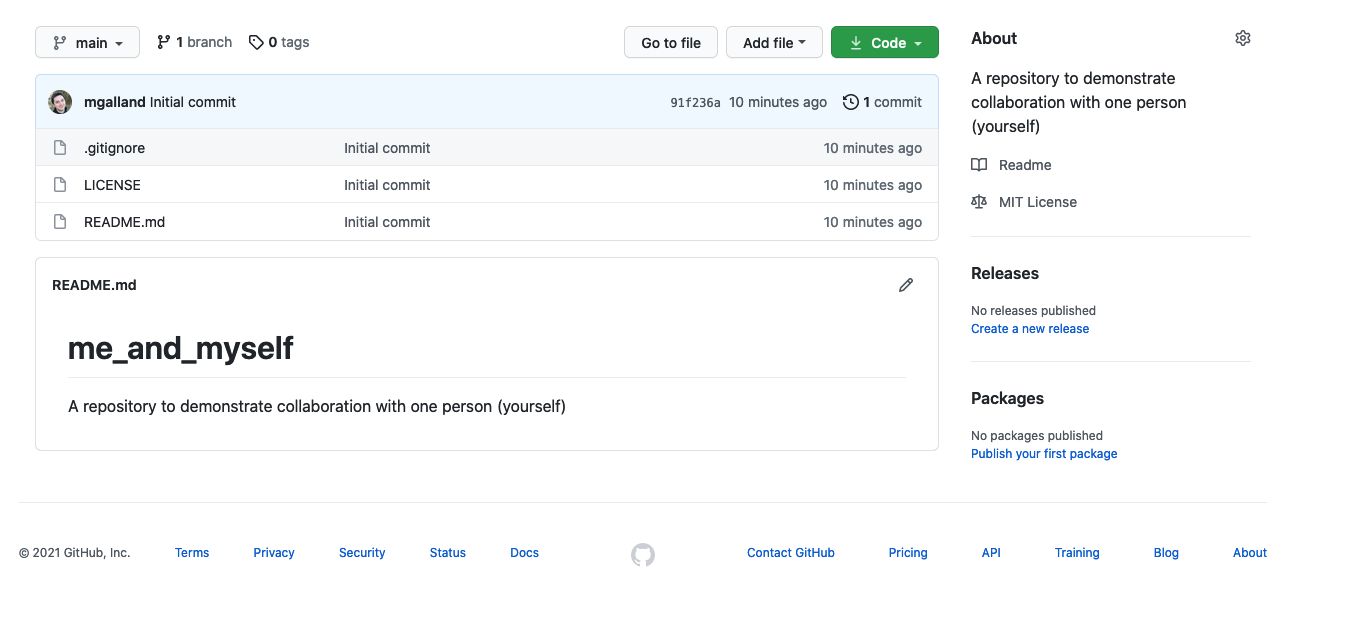 main 1 branch 0 tags Go to file Add file Code
mgalland Initial commit 91f236a 10 minutes ago 1 commit
.gitignore Initial commit 10 minutes ago
LICENSE Initial commit 10 minutes ago
README.md Initial commit 10 minutes ago
README.md
me_and_myself
A repository to demonstrate collaboration with one person (yourself)
About
A repository to demonstrate
collaboration with one person
(yourself)
Readme
MIT License
Releases
No releases published
Create a new release
Packages
No packages published
Publish your first package
© 2021 GitHub, Inc. Terms Privacy Security Status Docs Contact GitHub Pricing API Training Blog About